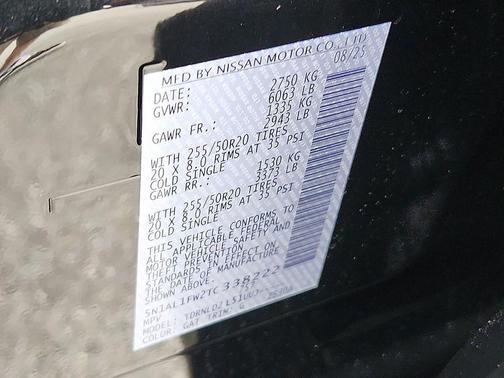 MFD BY NISSAN MOTOR CO., LTD
DATE: 08/25
GVWR: 2750 KG
6063 LB
GAWR FR.: 1335 KG
2943 LB
WITH 255/50R20 TIRES
20 X 8.0 RIMS AT 35 PSI
COLD SINGLE
GAWR RR.: 1530 KG
3373 LB
WITH 255/50R20 TIRES
20 X 8.0 RIMS AT 35 PSI
COLD SINGLE
THIS VEHICLE CONFORMS TO
ALL APPLICABLE FEDERAL
MOTOR VEHICLE SAFETY AND
THEFT PREVENTION
STANDARDS IN EFFECT ON
THE DATE OF MANUFACTURE
SHOWN ABOVE.
5N1AL1FW2TC338222
MPV
MODEL:
COLOR: GAT TRIM: G